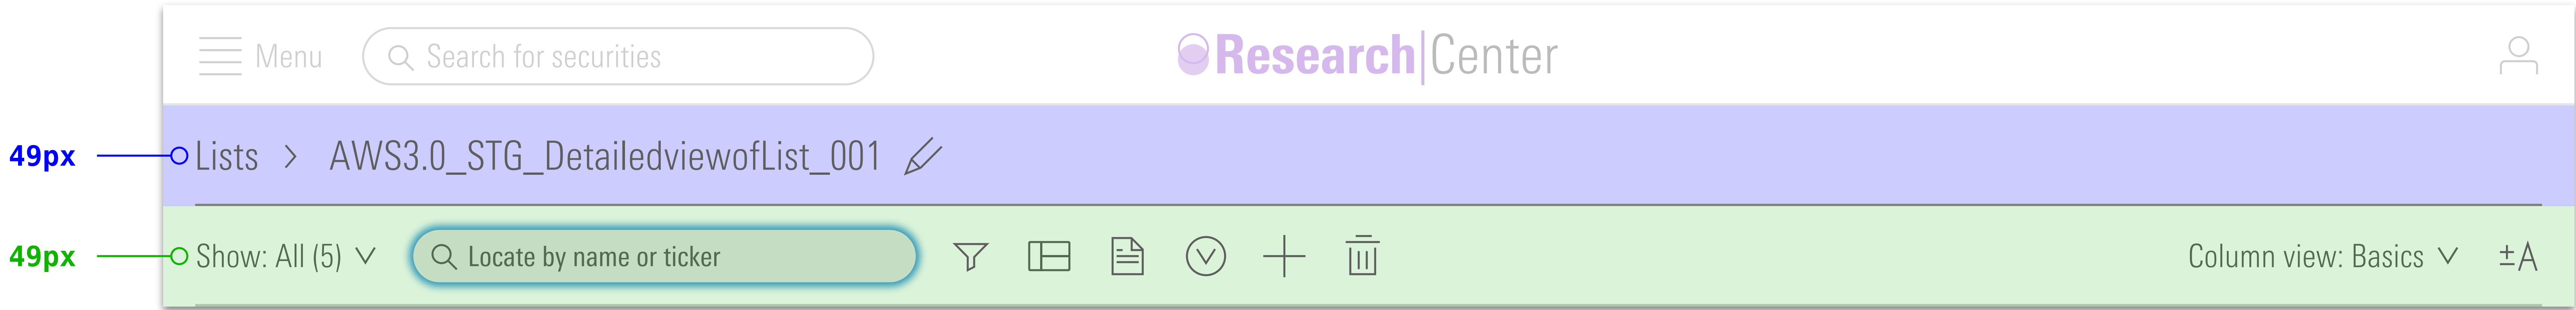 Menu
Search for securities
Research|Center
49px
Lists > AWS3.0_STG_DetailedviewofList_001
49px
Show: All (5)
Locate by name or ticker
Column view: Basics
±A